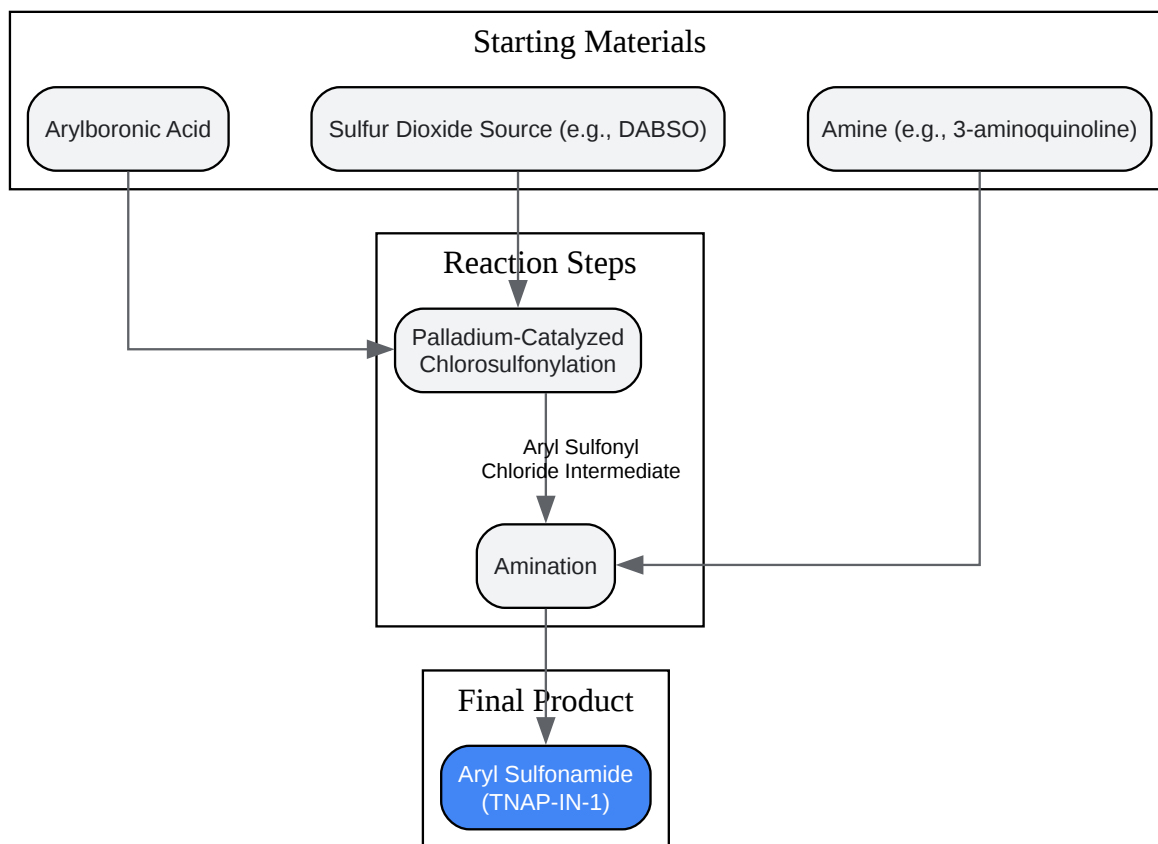 Starting Materials
Arylboronic Acid
Sulfur Dioxide Source (e.g., DABSO)
Amine (e.g., 3-aminoquinoline)
Reaction Steps
Palladium-Catalyzed
Chlorosulfonylation
Aryl Sulfonyl
Chloride Intermediate
Amination
Final Product
Aryl Sulfonamide
(TNAP-IN-1)